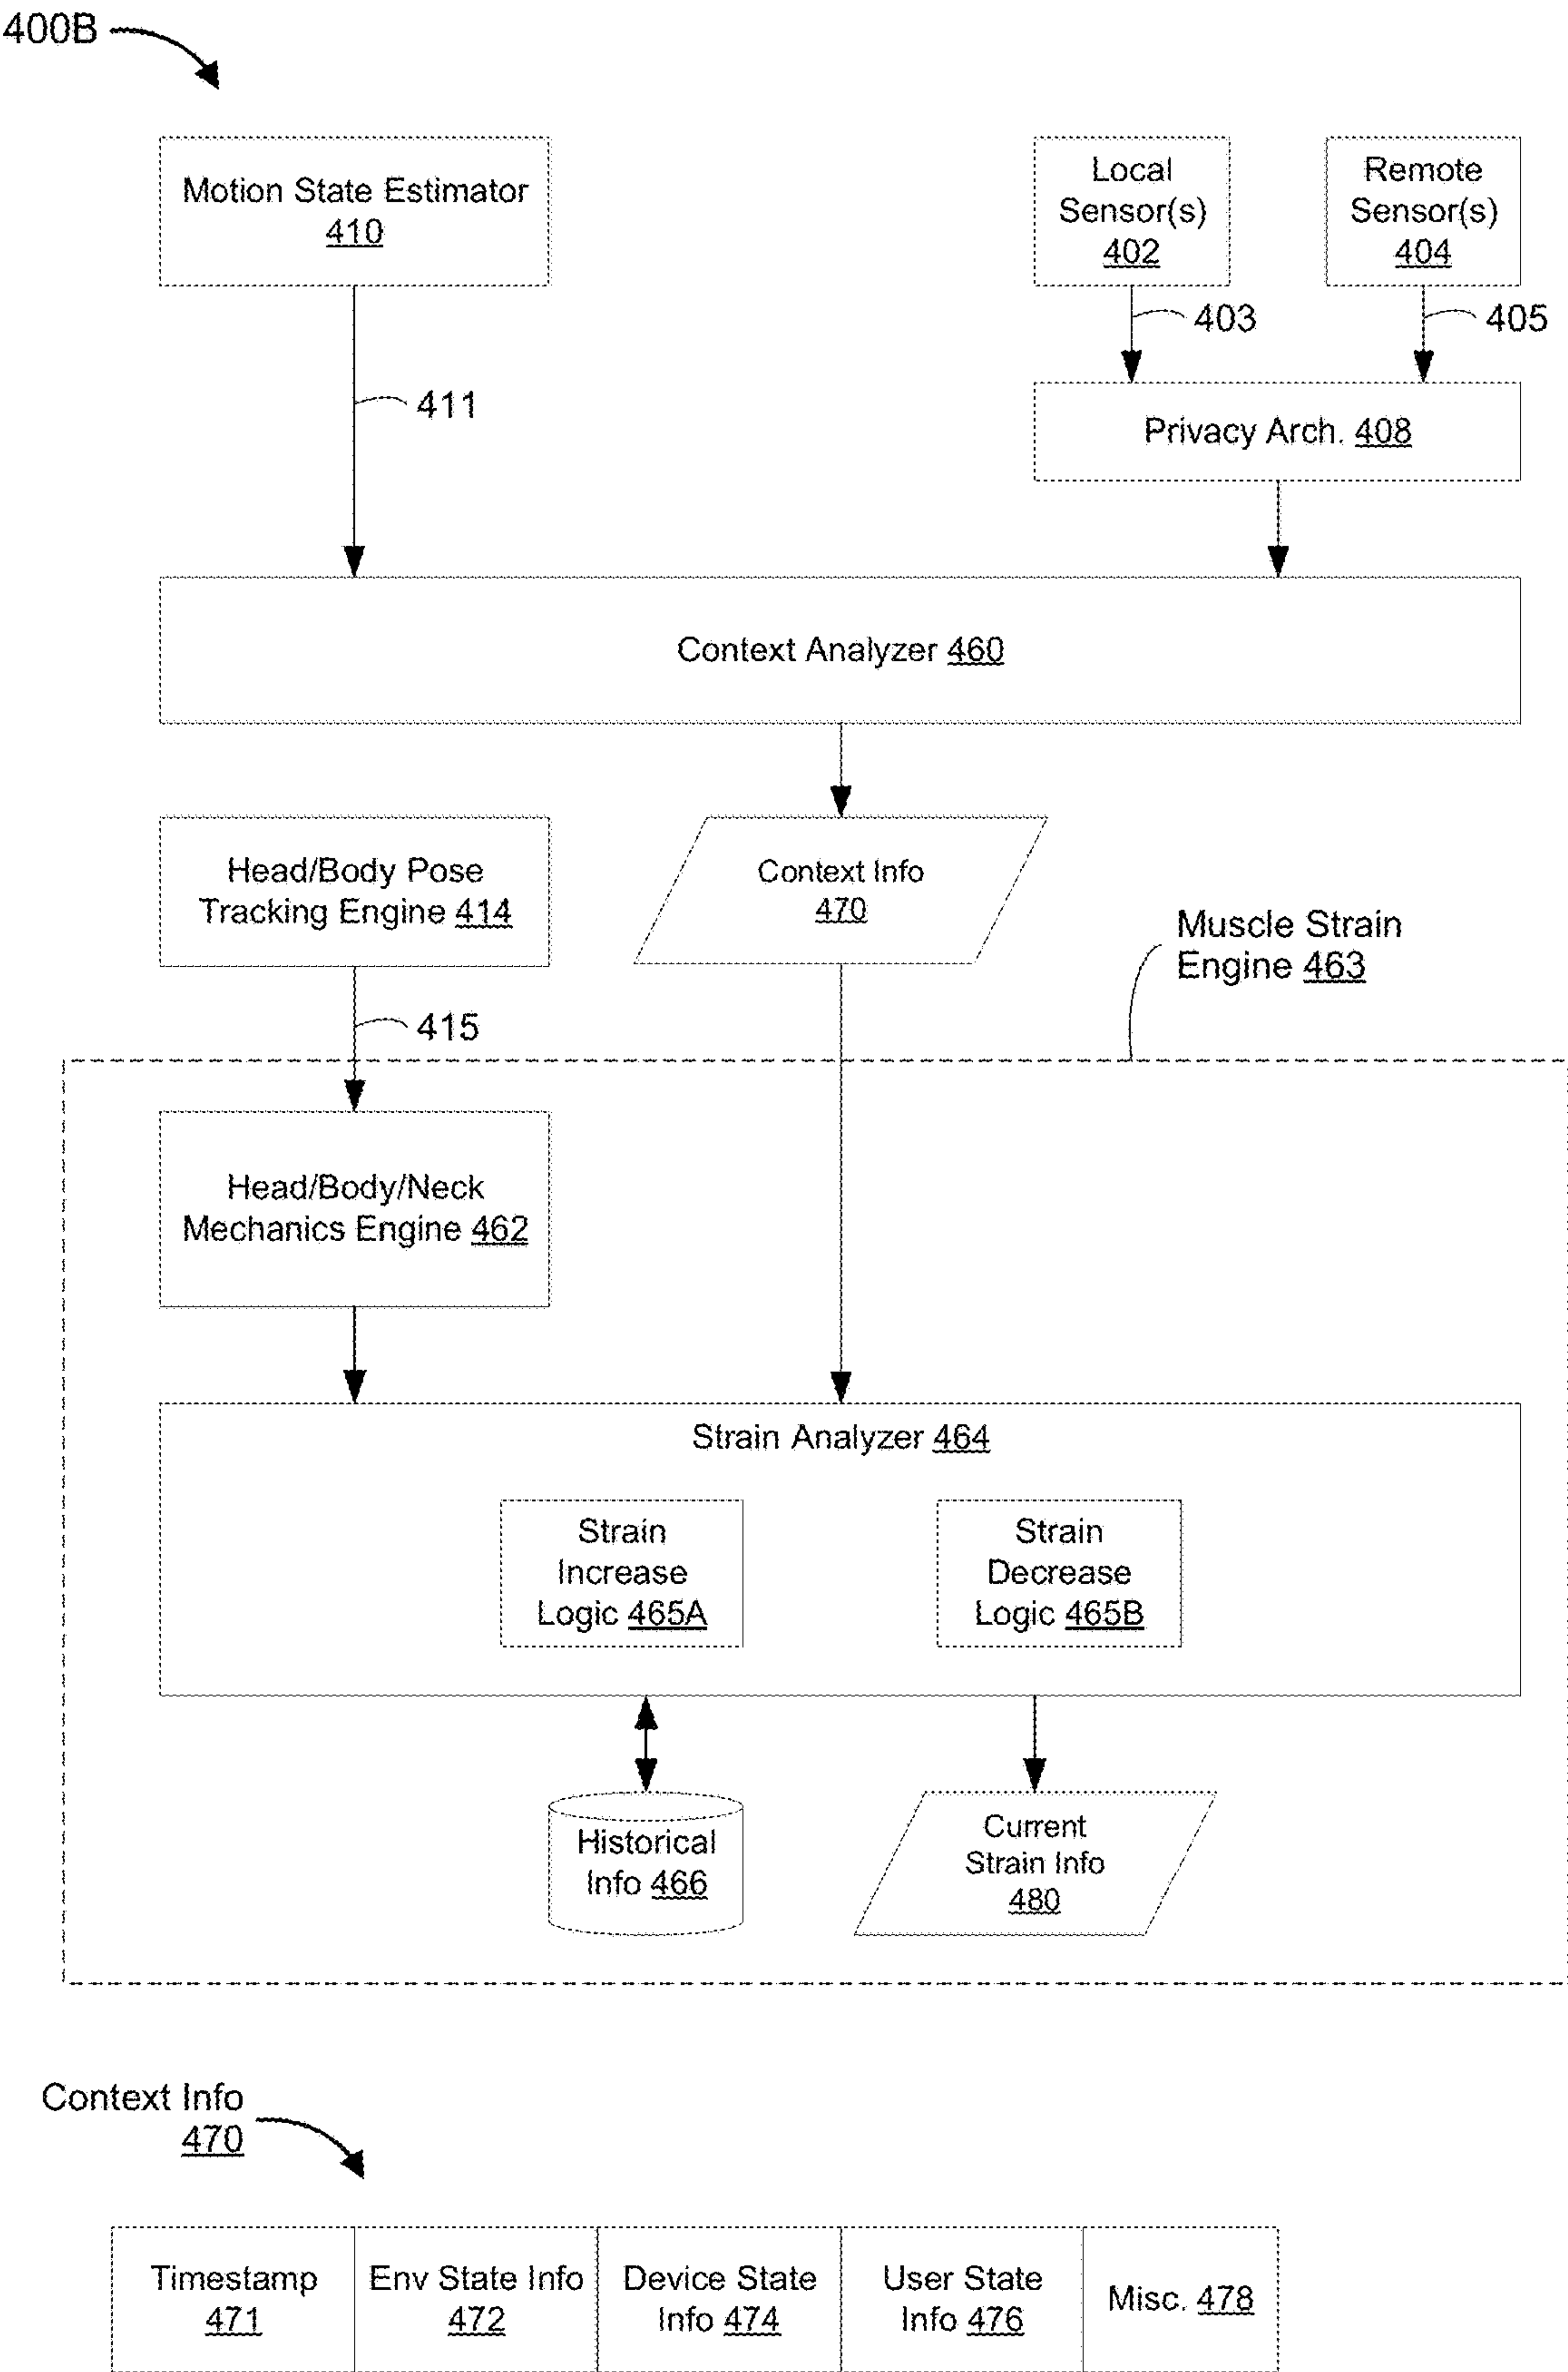 400B
Motion State Estimator
410
Local
Sensor(s)
402
Remote
Sensor(s)
404
403
405
411
Privacy Arch. 408
Context Analyzer 460
Head/Body Pose
Tracking Engine 414
Context Info
470
Muscle Strain
Engine 463
415
Head/Body/Neck
Mechanics Engine 462
Strain Analyzer 464
Strain
Increase
Logic 465A
Strain
Decrease
Logic 465B
Historical
Info 466
Current
Strain Info
480
Context Info
470
Timestamp
471
Env State Info
472
Device State
Info 474
User State
Info 476
Misc. 478